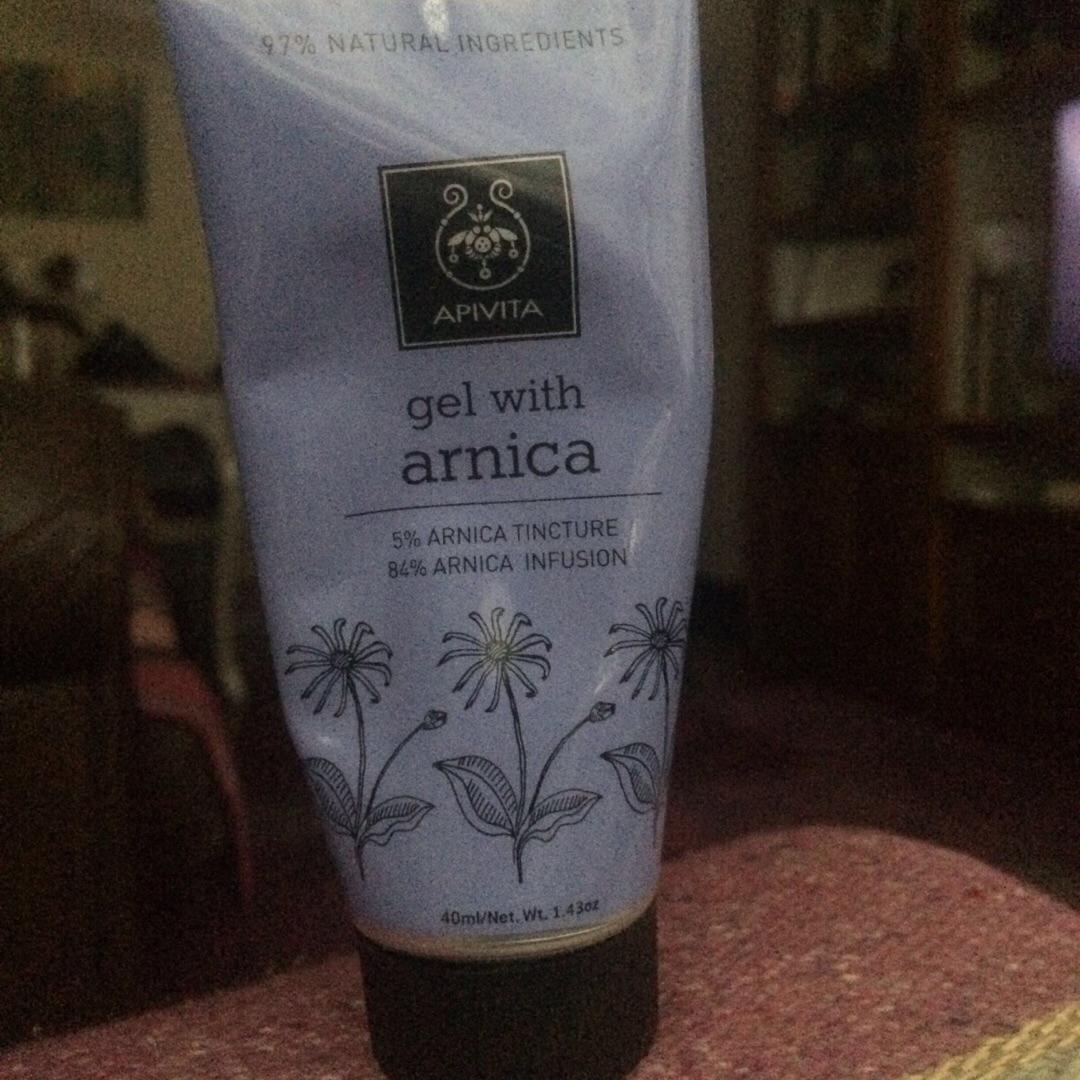 97% NATURAL INGREDIENTS
APIVITA
gel with
arnica
5% ARNICA TINCTURE
84% ARNICA INFUSION
40ml/Net. Wt. 1.43oz